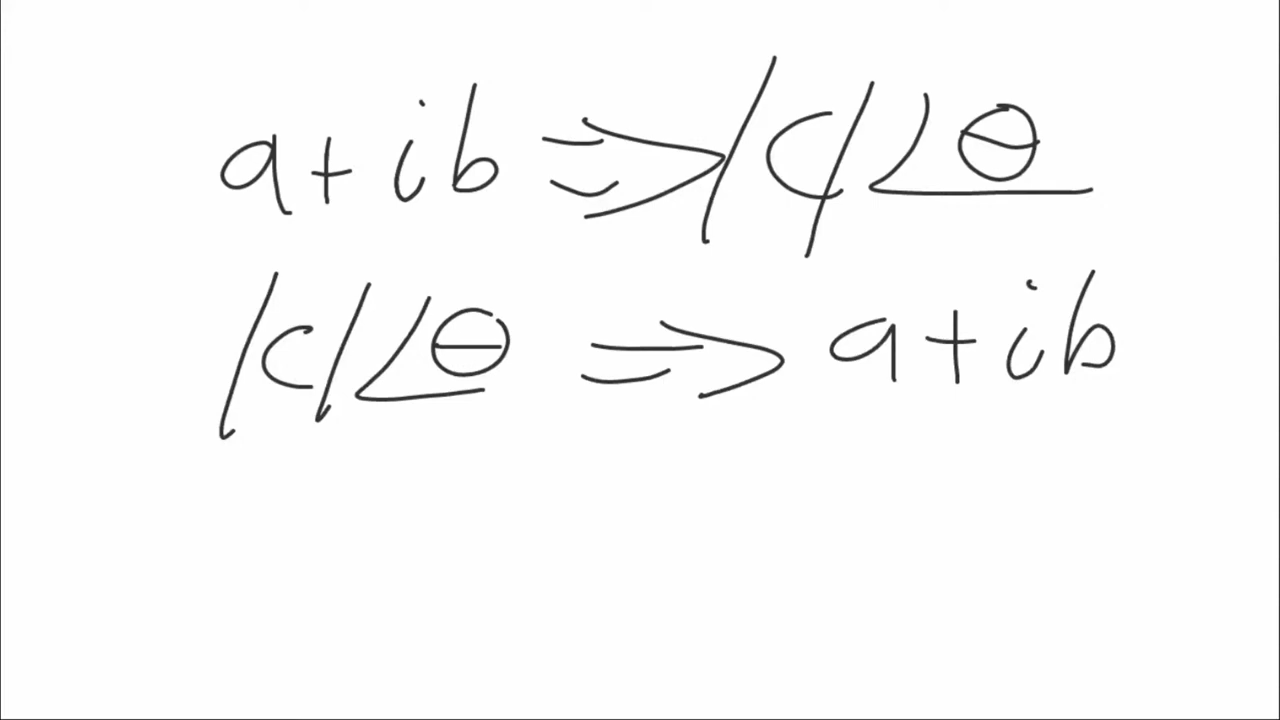 a+ib => |c|∠θ
|c|∠θ => a+ib